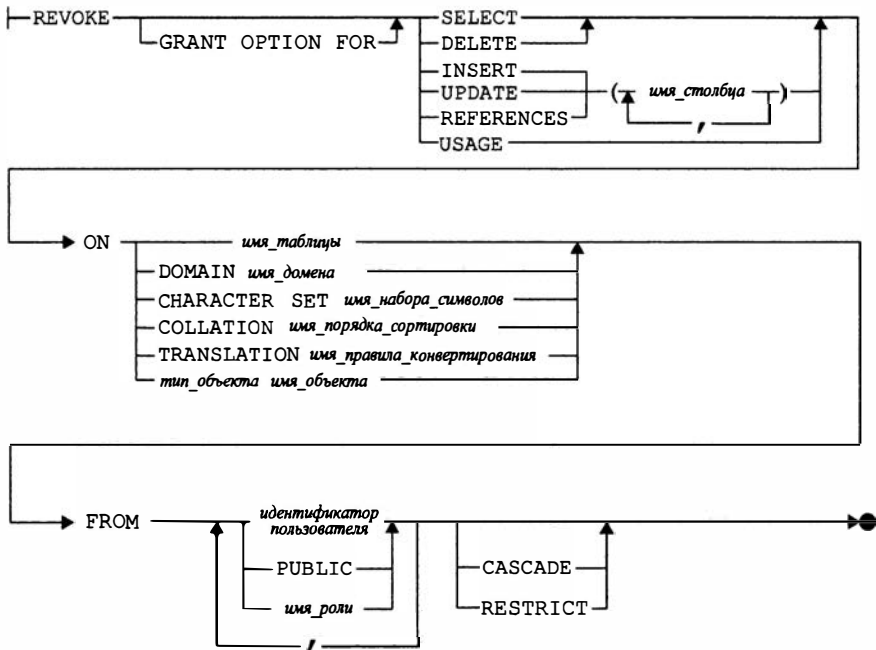 REVOKE
GRANT OPTION FOR
SELECT
DELETE
INSERT
UPDATE ( имя_столбца )
,
REFERENCES
USAGE
ON имя_таблицы
DOMAIN имя_домена
CHARACTER SET имя_набора_символов
COLLATION имя_порядка_сортировки
TRANSLATION имя_правила_конвертирования
тип_объекта имя_объекта
FROM идентификатор
пользователя
PUBLIC
имя_роли
,
CASCADE
RESTRICT